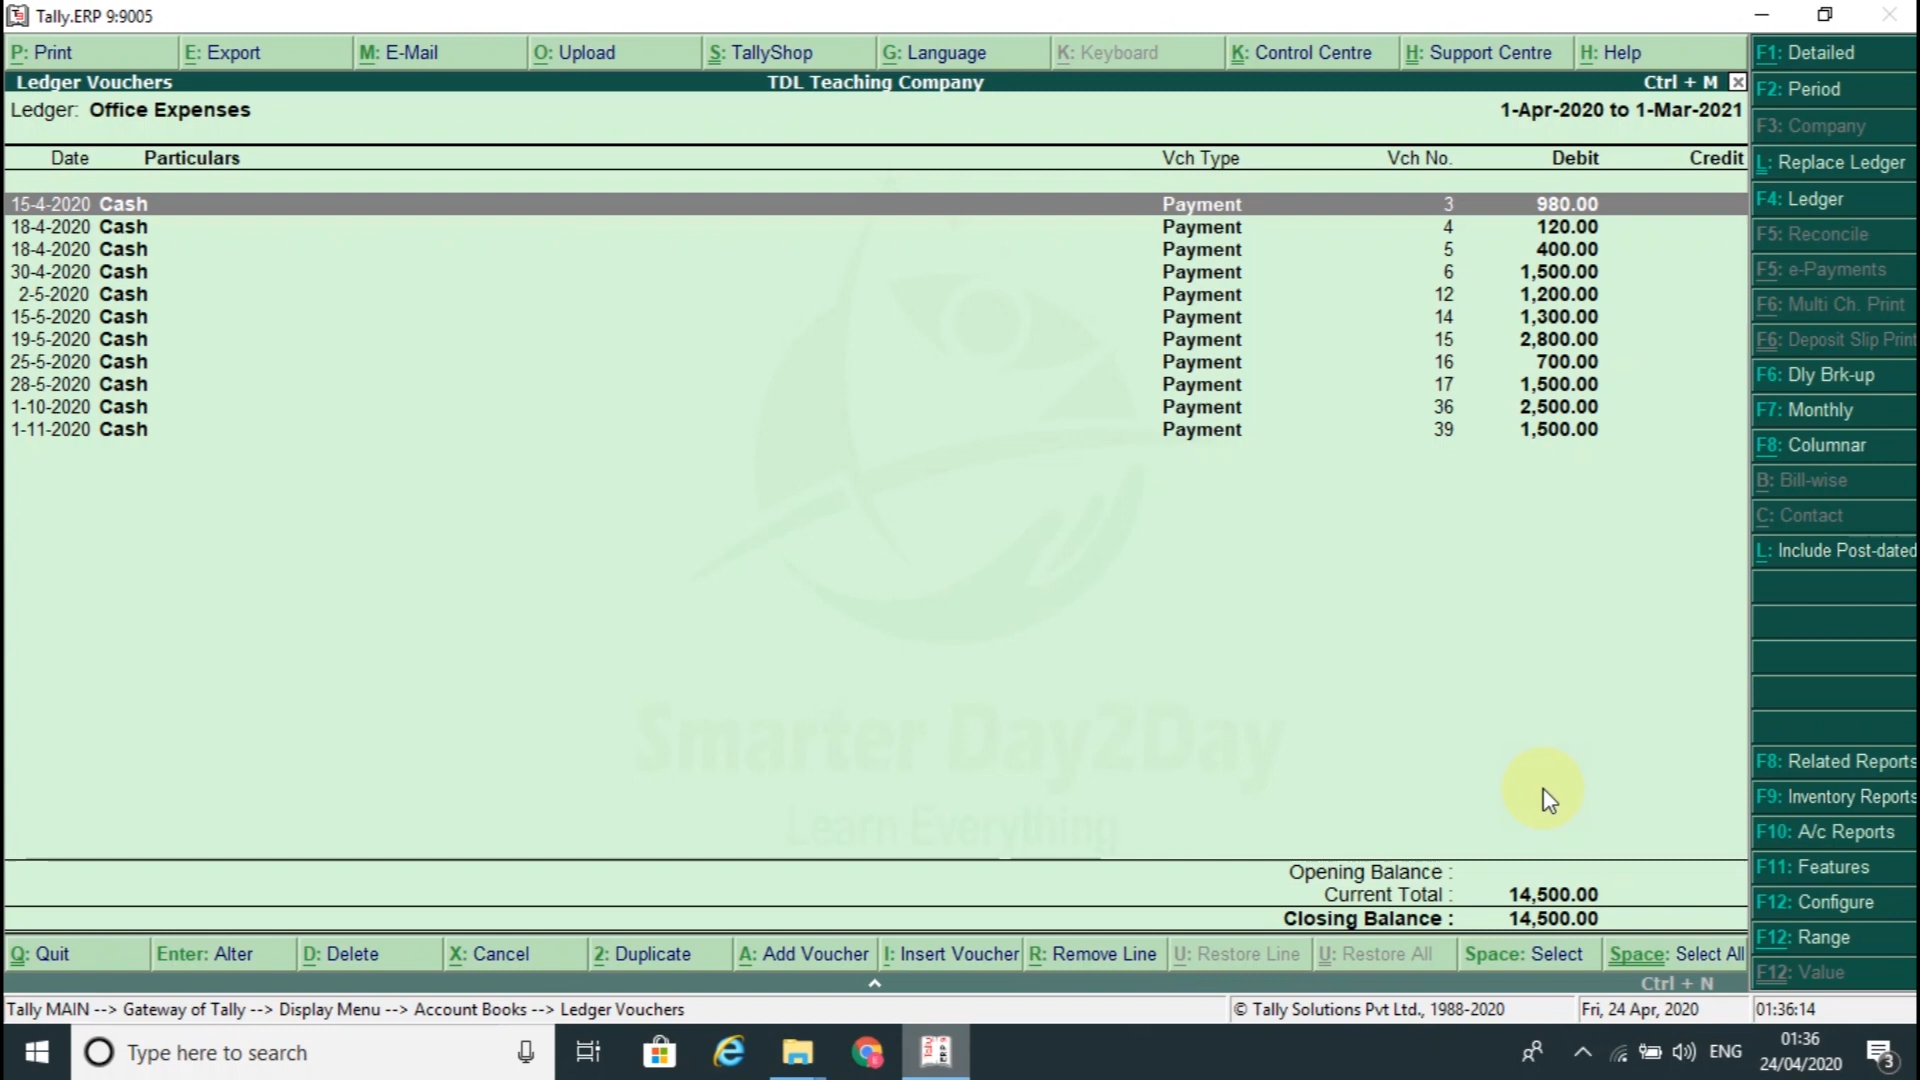 Tally.ERP 9:9005
P: Print E: Export M: E-Mail O: Upload S: TallyShop G: Language K: Keyboard K: Control Centre H: Support Centre H: Help
Ledger Vouchers TDL Teaching Company Ctrl + M
Ledger: Office Expenses 1-Apr-2020 to 1-Mar-2021
Date Particulars Vch Type Vch No. Debit Credit
15-4-2020 Cash Payment 3 980.00
18-4-2020 Cash Payment 4 120.00
18-4-2020 Cash Payment 5 400.00
30-4-2020 Cash Payment 6 1,500.00
2-5-2020 Cash Payment 12 1,200.00
15-5-2020 Cash Payment 14 1,300.00
19-5-2020 Cash Payment 15 2,800.00
25-5-2020 Cash Payment 16 700.00
28-5-2020 Cash Payment 17 1,500.00
1-10-2020 Cash Payment 36 2,500.00
1-11-2020 Cash Payment 39 1,500.00
Smarter Day2Day
Learn Everything
Opening Balance :
Current Total : 14,500.00
Closing Balance : 14,500.00
Q: Quit Enter: Alter D: Delete X: Cancel 2: Duplicate A: Add Voucher I: Insert Voucher R: Remove Line U: Restore Line U: Restore All Space: Select Space: Select All
Ctrl + N
F1: Detailed
F2: Period
F3: Company
L: Replace Ledger
F4: Ledger
F5: Reconcile
F5: e-Payments
F6: Multi Ch. Print
F6: Deposit Slip Print
F6: Dly Brk-up
F7: Monthly
F8: Columnar
B: Bill-wise
C: Contact
L: Include Post-dated
F8: Related Reports
F9: Inventory Reports
F10: A/c Reports
F11: Features
F12: Configure
F12: Range
F12: Value
Tally MAIN --> Gateway of Tally --> Display Menu --> Account Books --> Ledger Vouchers © Tally Solutions Pvt Ltd., 1988-2020 Fri, 24 Apr, 2020 01:36:14
Type here to search ENG 01:36
24/04/2020 3